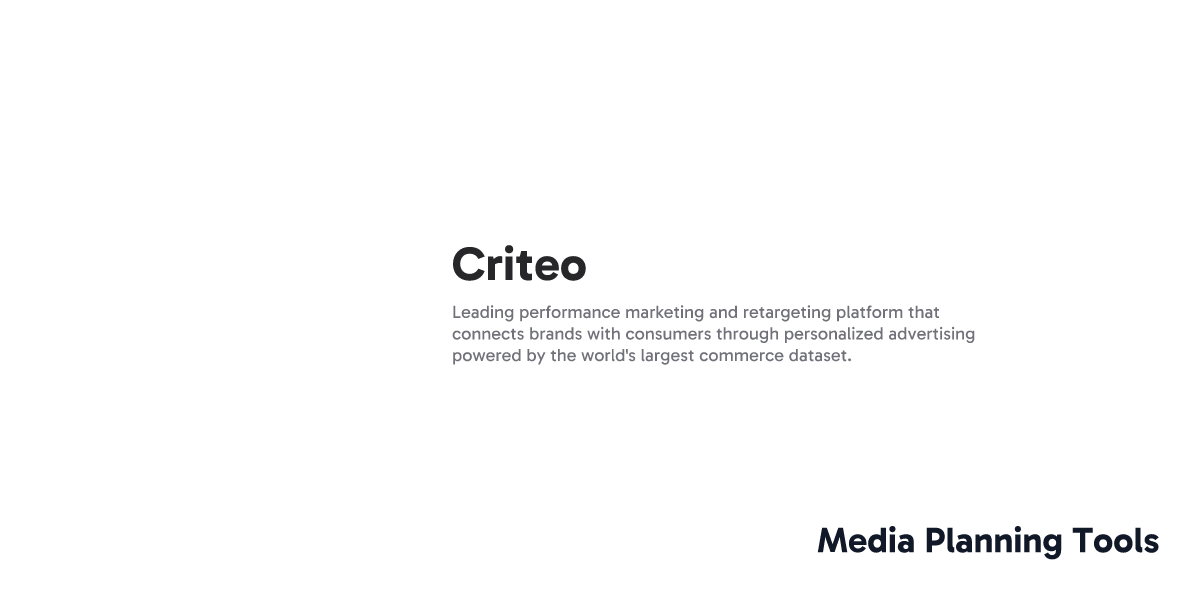 Criteo
Leading performance marketing and retargeting platform that
connects brands with consumers through personalized advertising
powered by the world's largest commerce dataset.
Media Planning Tools